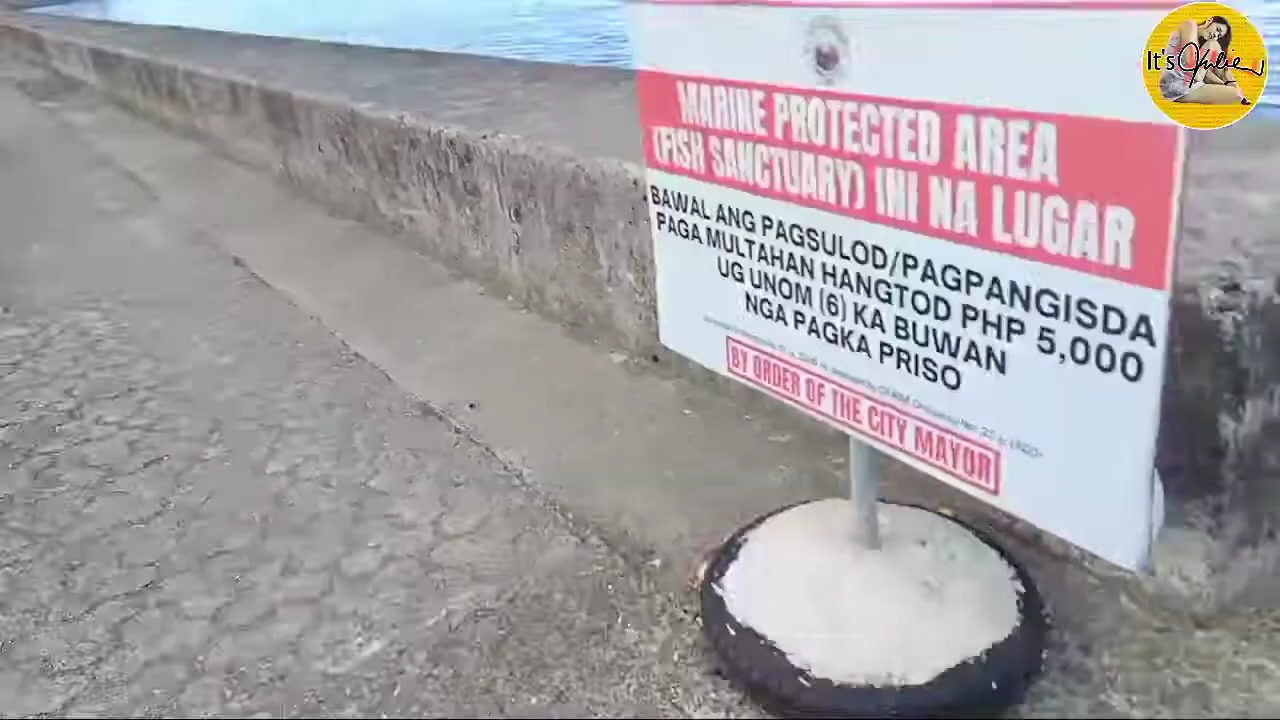 It'sJulie
MARINE PROTECTED AREA
(FISH SANCTUARY) INI NA LUGAR
BAWAL ANG PAGSULOD/PAGPANGISDA
PAGA MULTAHAN HANGTOD PHP 5,000
UG UNOM (6) KA BUWAN
NGA PAGKA PRISO
BY ORDER OF THE CITY MAYOR